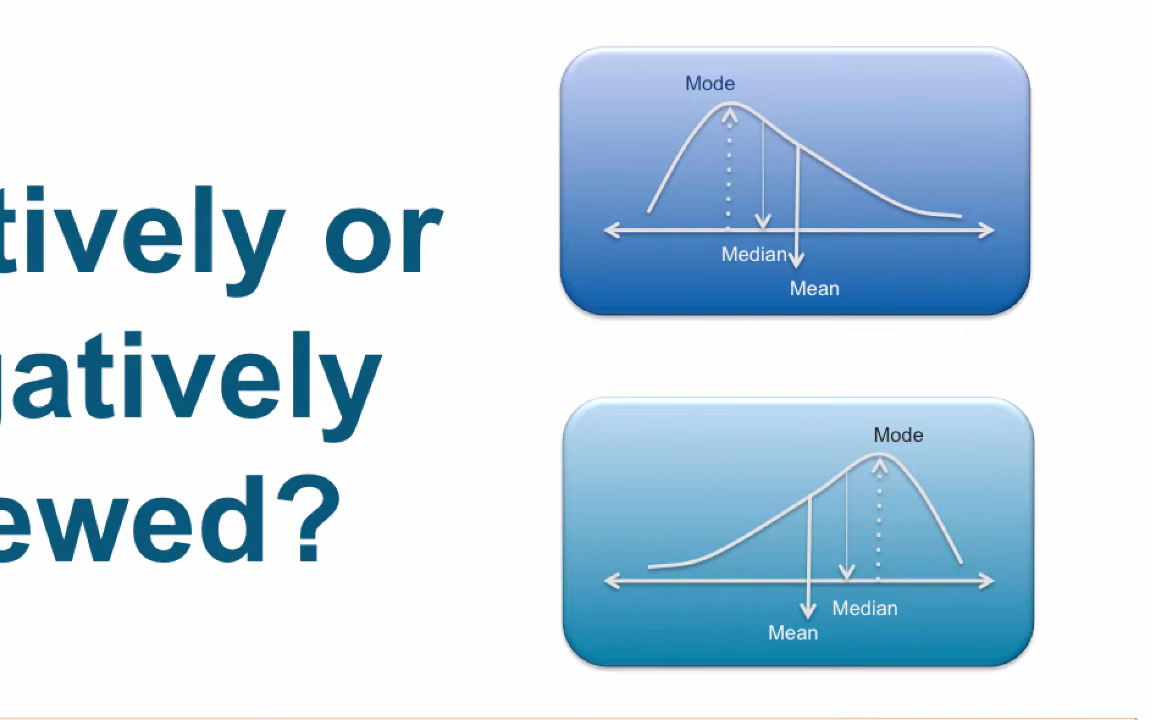 tively or
gatively
ewed?
Mode
Median
Mean
Mode
Median
Mean